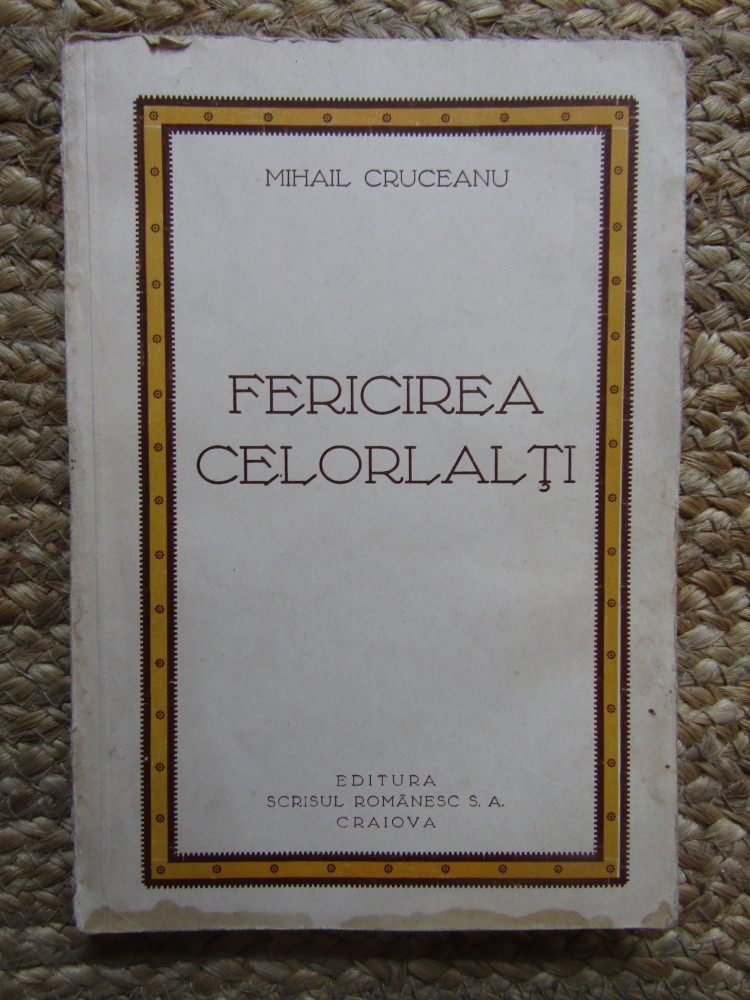 MIHAIL CRUCEANU
FERICIREA
CELORLALŢI
EDITURA
SCRISUL ROMÂNESC S. A.
CRAIOVA